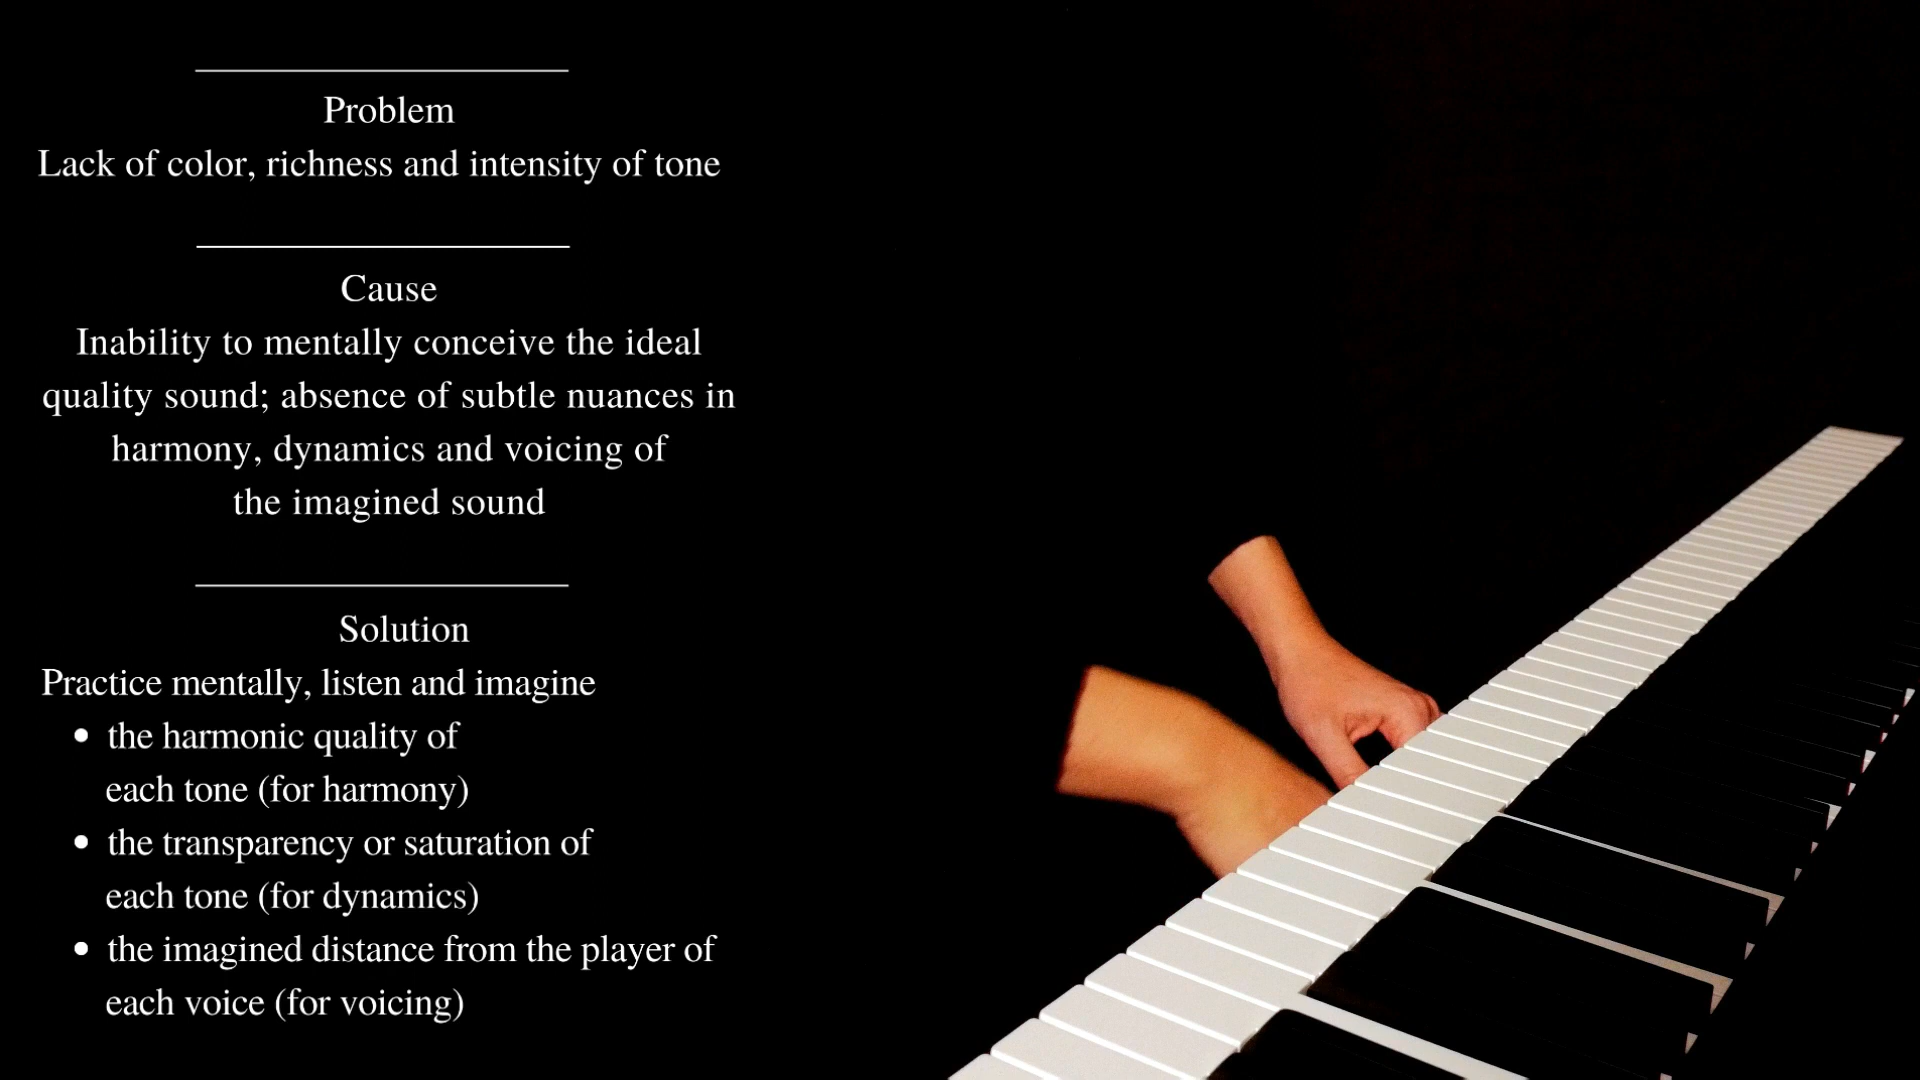 Problem
Lack of color, richness and intensity of tone
Cause
Inability to mentally conceive the ideal
quality sound; absence of subtle nuances in
harmony, dynamics and voicing of
the imagined sound
Solution
Practice mentally, listen and imagine
• the harmonic quality of
each tone (for harmony)
• the transparency or saturation of
each tone (for dynamics)
• the imagined distance from the player of
each voice (for voicing)